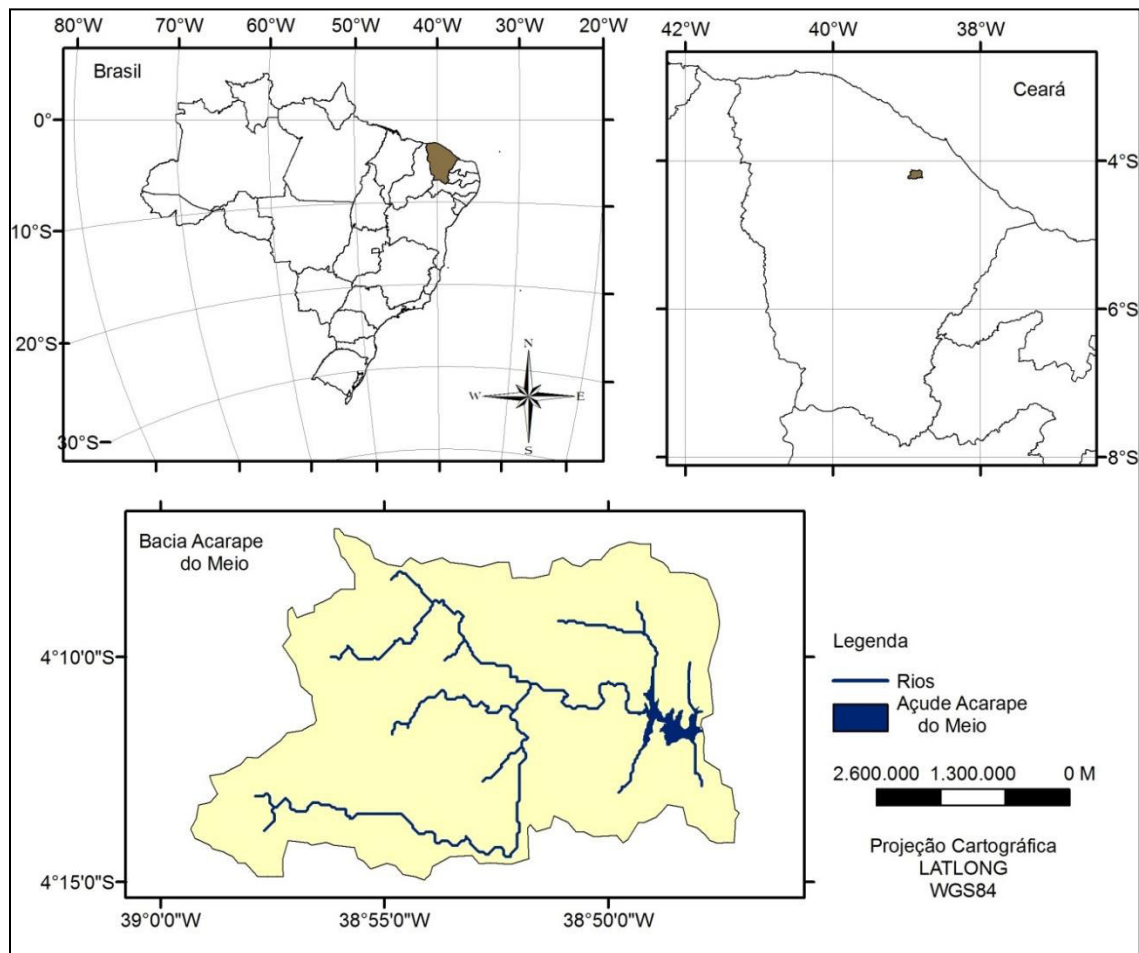 80°W 70°W 60°W 50°W 40°W 30°W 20°W
Brasil
0°
10°S
20°S
30°S
N
W E
S
42°W 40°W 38°W
Ceará
4°S
6°S
8°S
Bacia Acarape
do Meio
4°10'0"S
4°15'0"S
39°0'0"W 38°55'0"W 38°50'0"W
Legenda
Rios
Açude Acarape
do Meio
2.600.000 1.300.000 0 M
Projeção Cartográfica
LATLONG
WGS84